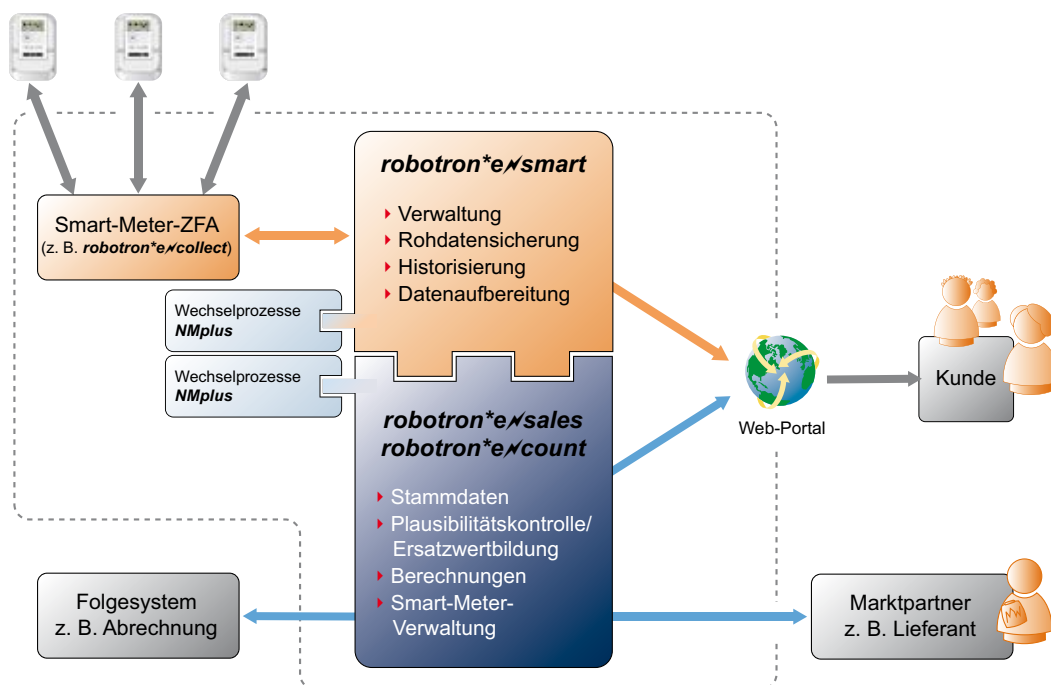 robotron*e smart
Verwaltung
Rohdatensicherung
Historisierung
Datenaufbereitung
Smart-Meter-ZFA
(z. B. robotron*e collect)
Wechselprozesse
NMplus
Wechselprozesse
NMplus
robotron*e sales
robotron*e count
Stammdaten
Plausibilitätskontrolle/
Ersatzwertbildung
Berechnungen
Smart-Meter-
Verwaltung
Web-Portal
Kunde
Folgesystem
z. B. Abrechnung
Marktpartner
z. B. Lieferant